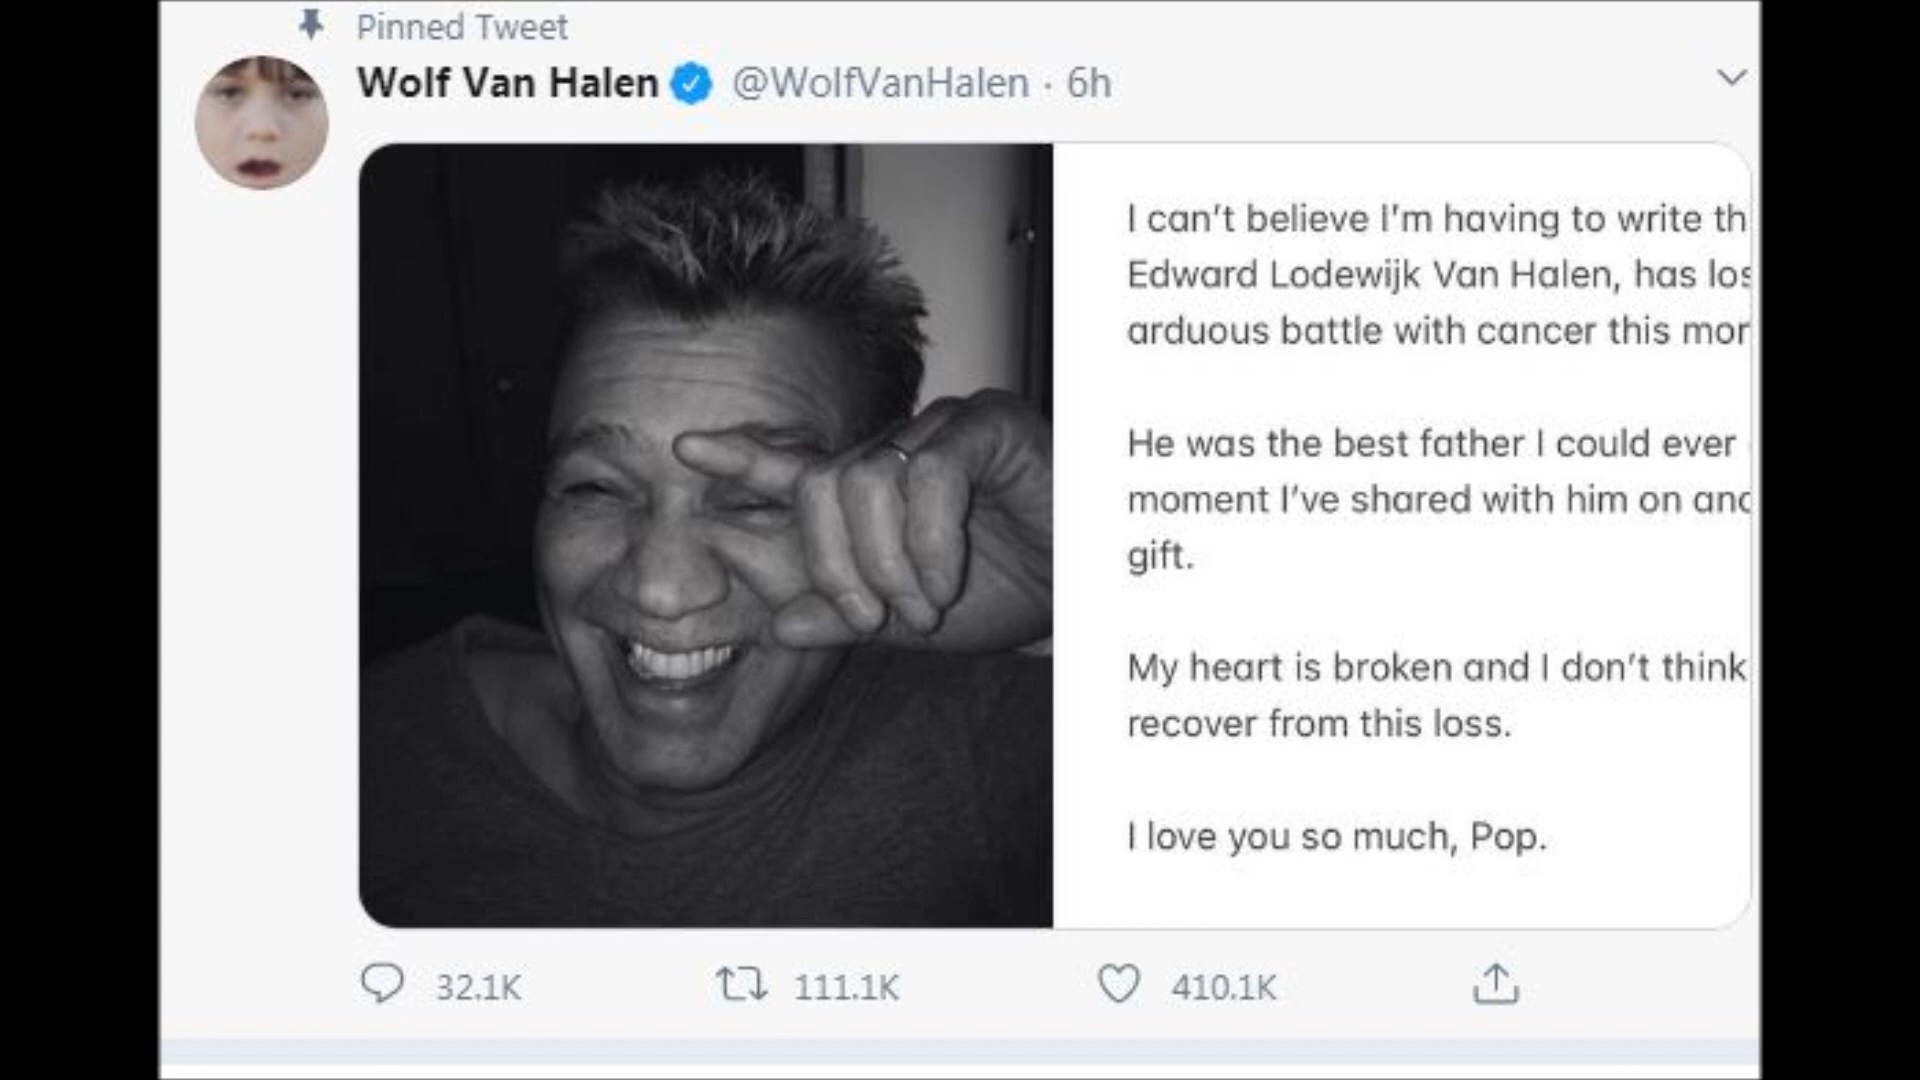 Pinned Tweet
Wolf Van Halen @WolfVanHalen · 6h
I can't believe I'm having to write th
Edward Lodewijk Van Halen, has los
arduous battle with cancer this mor
He was the best father I could ever
moment I've shared with him on and
gift.
My heart is broken and I don't think
recover from this loss.
I love you so much, Pop.
32.1K 111.1K 410.1K